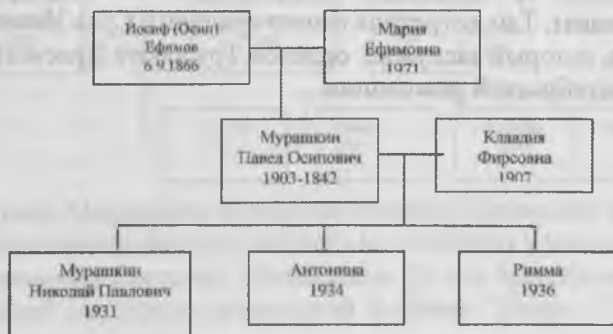 Иосаф (Осип)
Ефимов
6.9.1866
Мария
Ефимовна
1971
Мурашкин
Павел Осипович
1903-1842
Клавдия
Фирсовна
1907
Мурашкин
Николай Павлович
1931
Антонина
1934
Римма
1936